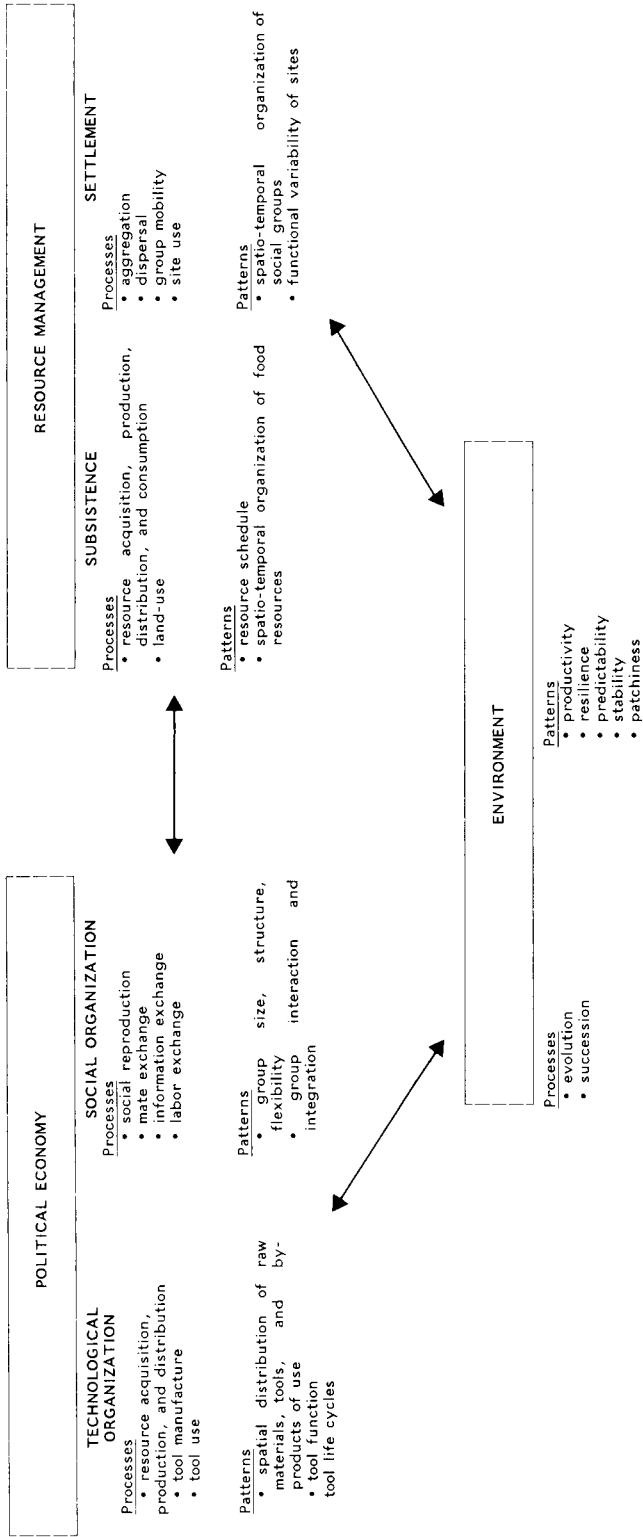 POLITICAL ECONOMY
TECHNOLOGICAL
ORGANIZATION
Processes
• resource acquisition,
production, and distribution
• tool manufacture
• tool use
Patterns
• spatial distribution of raw
materials, tools, and by-
products of use
• tool function
tool life cycles
SOCIAL ORGANIZATION
Processes
• social reproduction
• mate exchange
• information exchange
• labor exchange
Patterns
• group size, structure,
flexibility
• group interaction and
integration
RESOURCE MANAGEMENT
SUBSISTENCE
Processes
• resource acquisition, production,
distribution, and consumption
• land-use
Patterns
• resource schedule
• spatio-temporal organization of food
resources
SETTLEMENT
Processes
• aggregation
• dispersal
• group mobility
• site use
Patterns
• spatio-temporal organization of
social groups
• functional variability of sites
ENVIRONMENT
Processes
• evolution
• succession
Patterns
• productivity
• resilience
• predictability
• stability
• patchiness